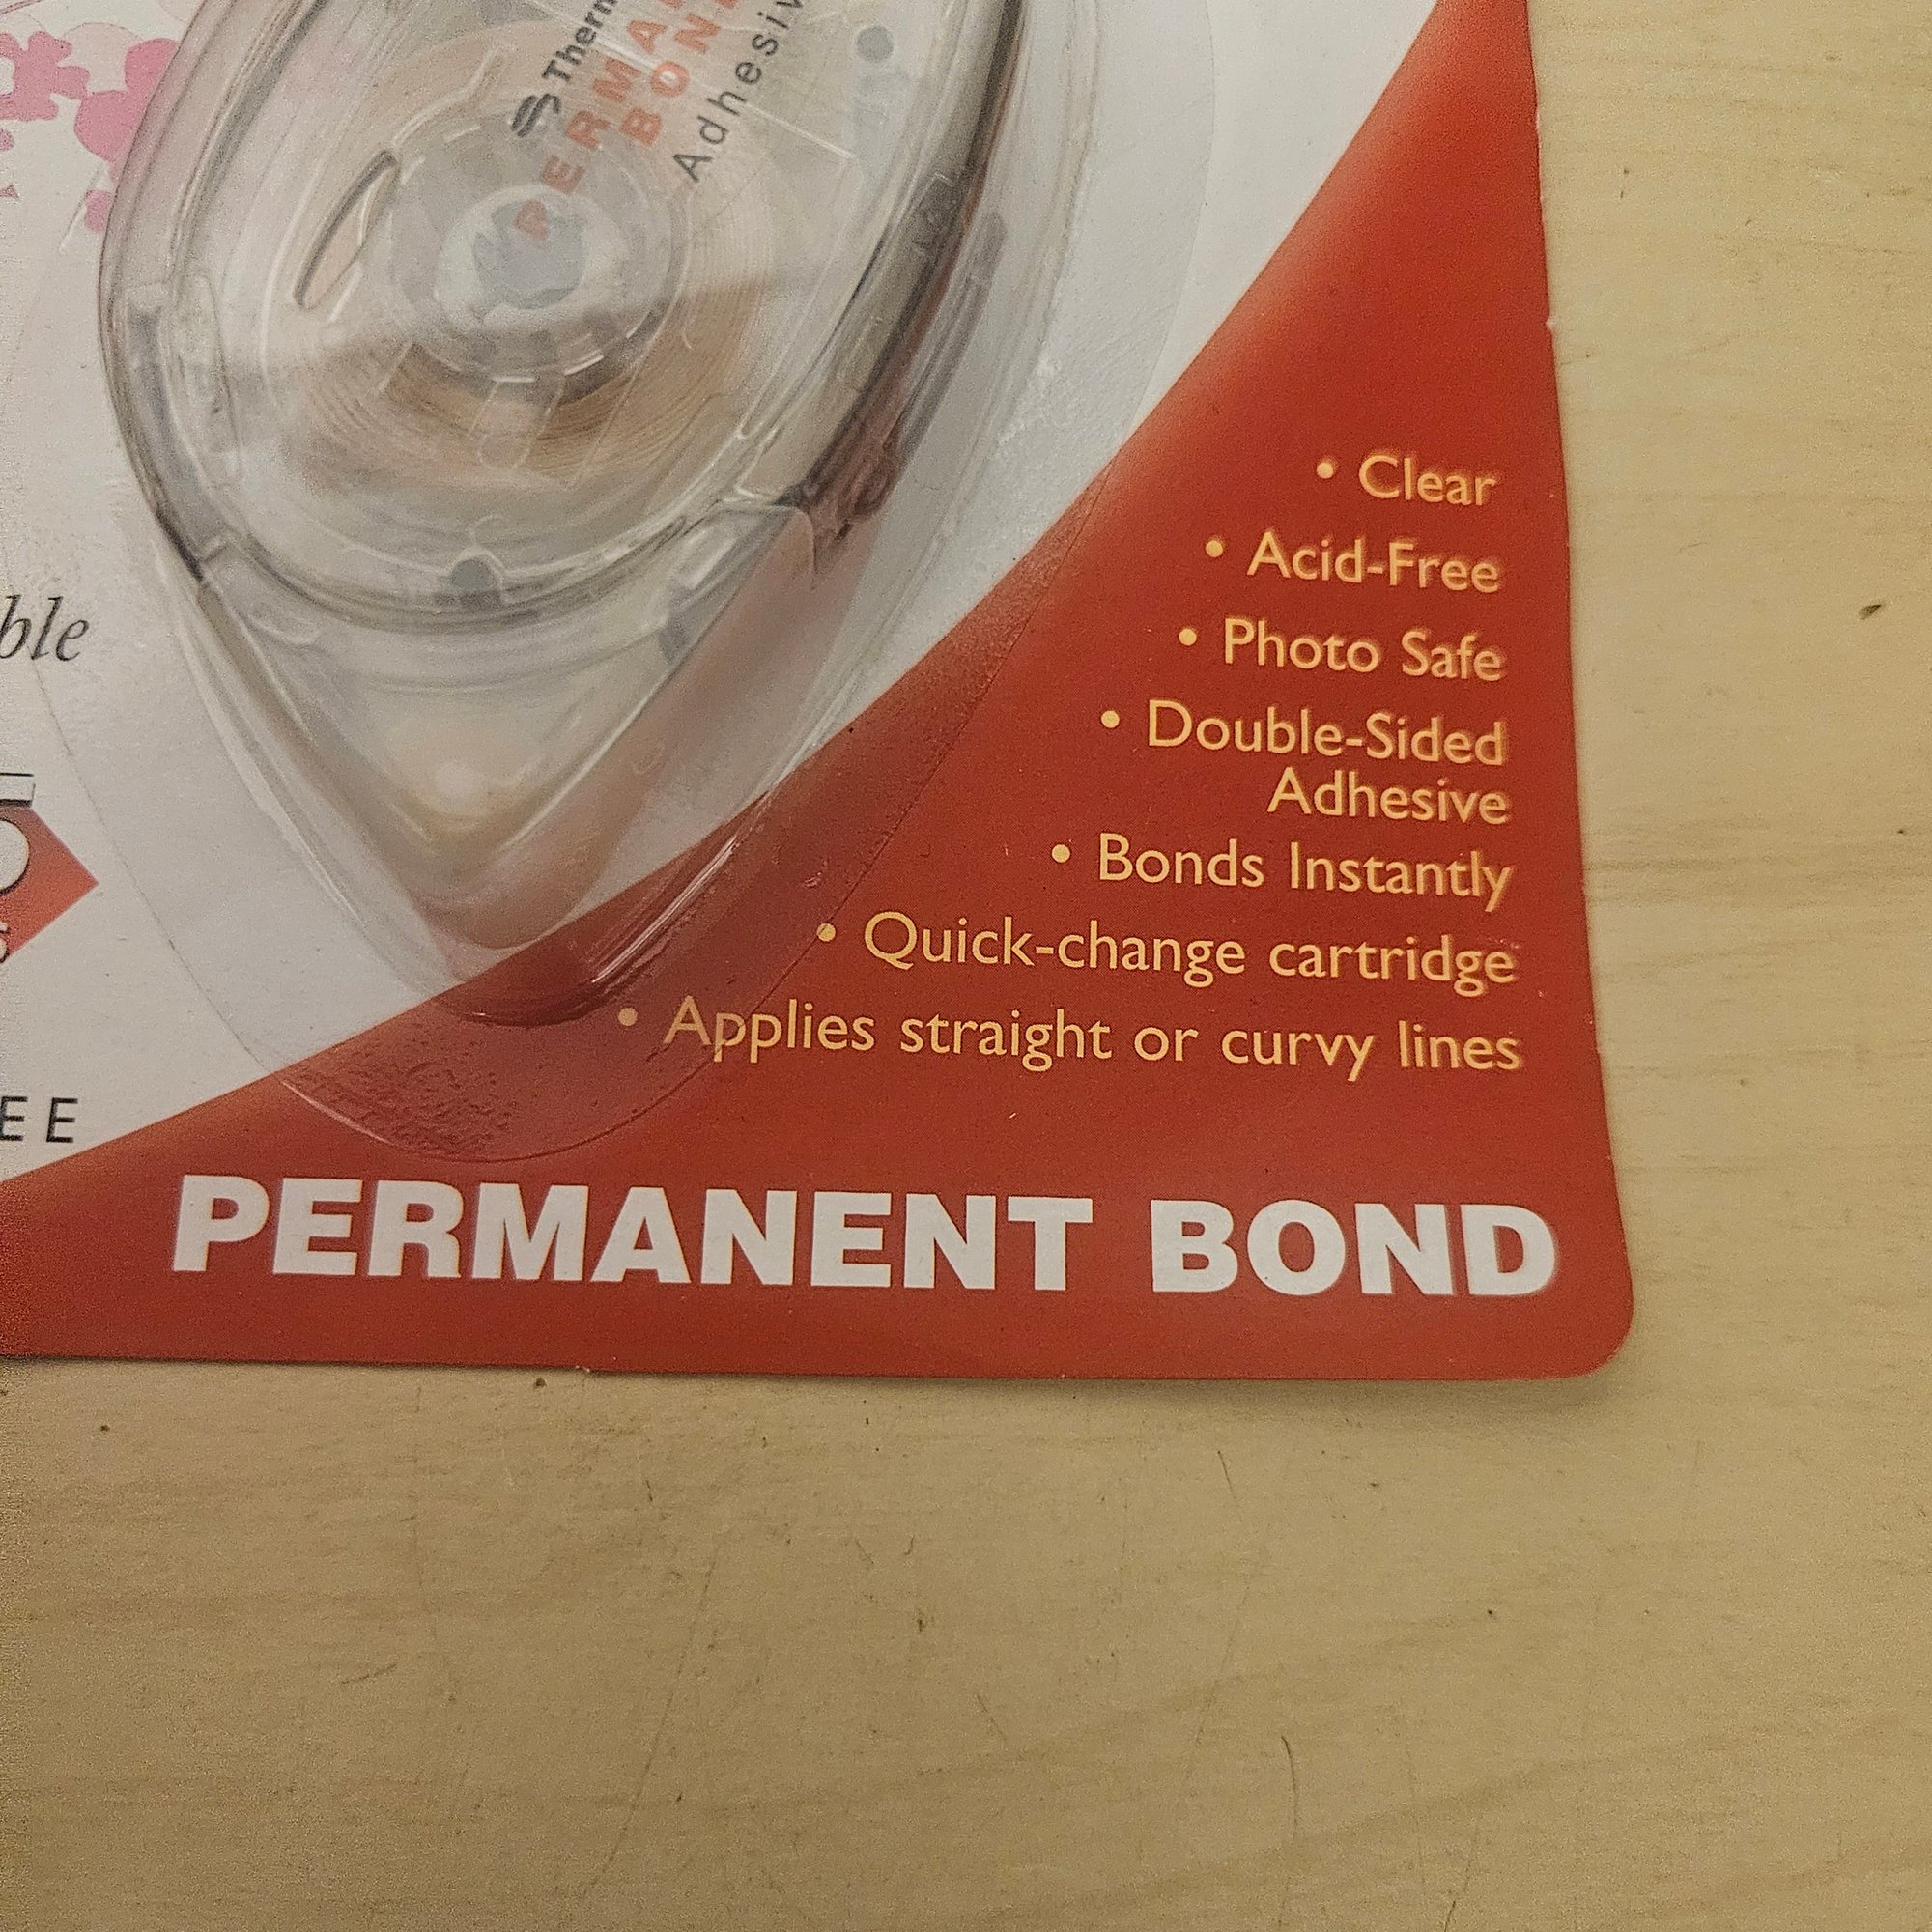 Therm
PERMA
BOND
Adhesiv
ble
• Clear
• Acid-Free
• Photo Safe
• Double-Sided
Adhesive
• Bonds Instantly
• Quick-change cartridge
• Applies straight or curvy lines
EE
PERMANENT BOND